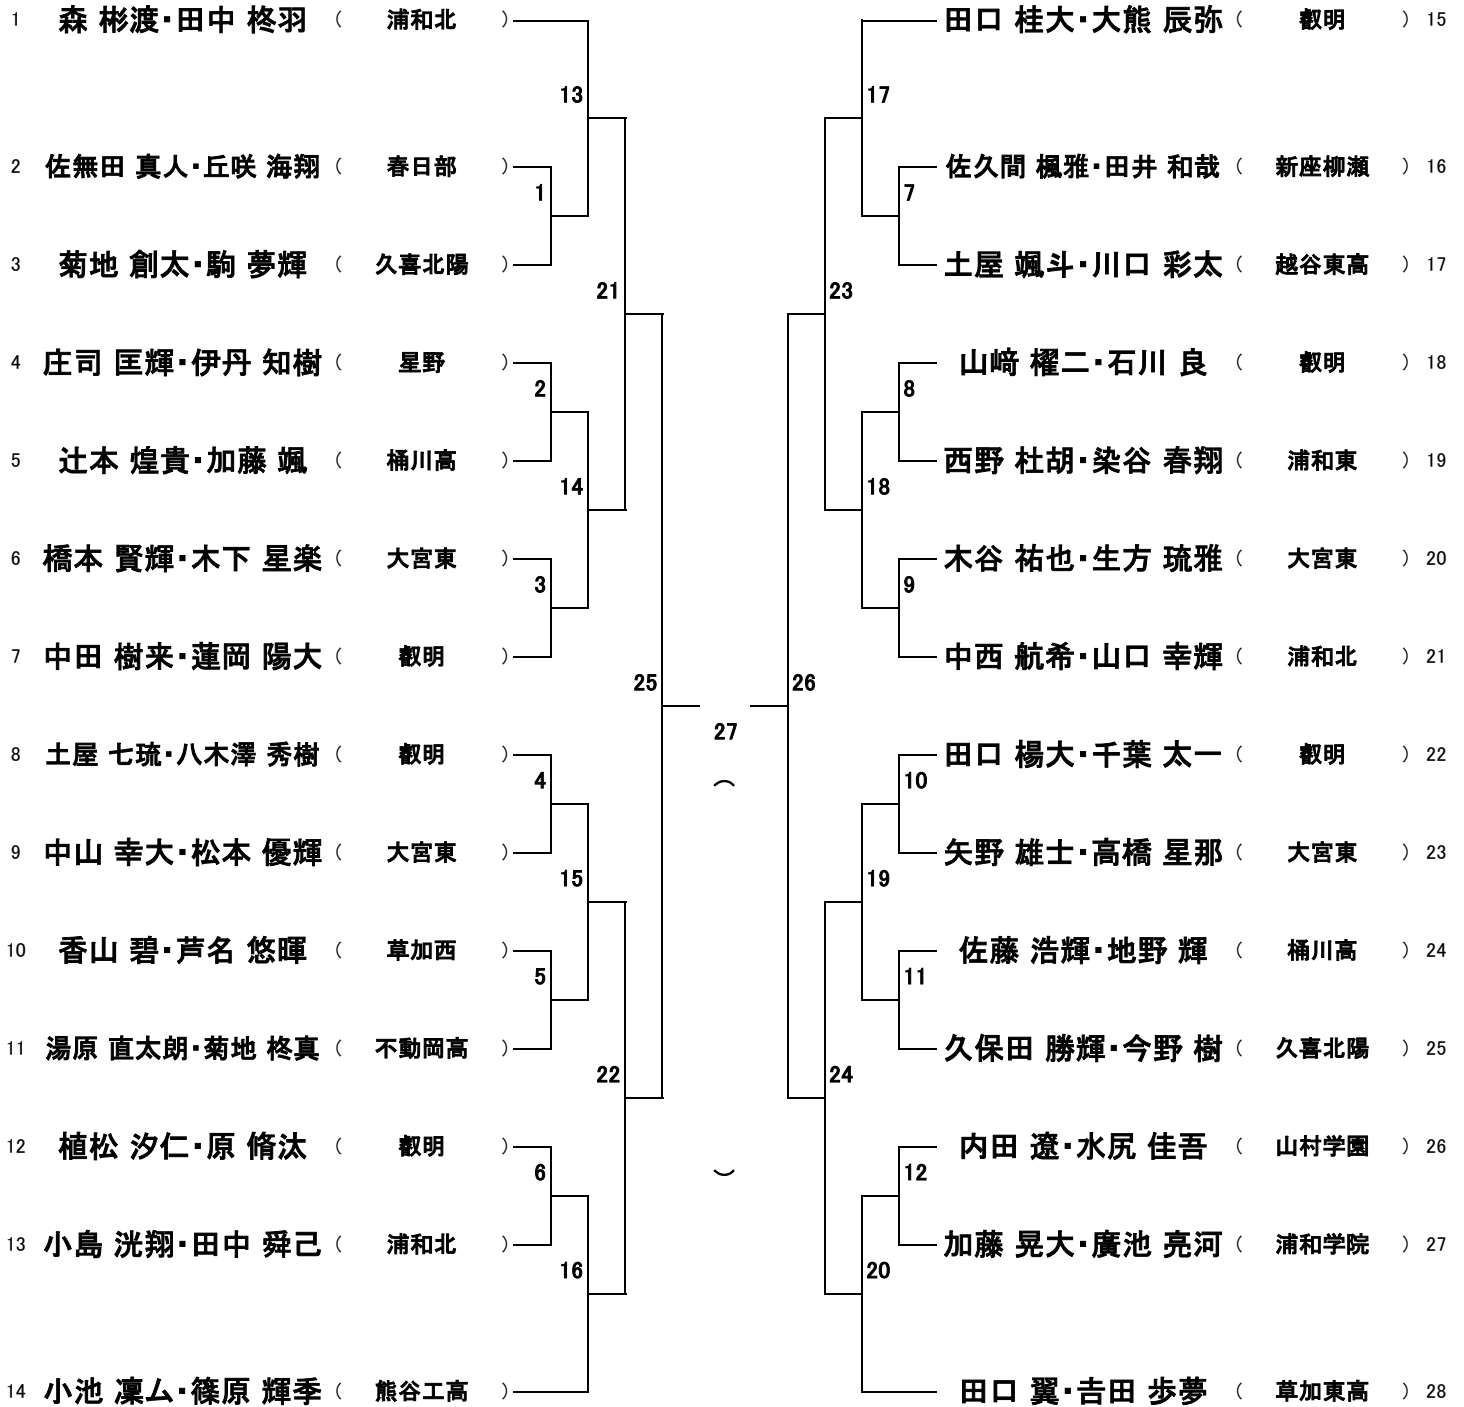 1 森 彬渡・田中 柊羽 ( 浦和北 )
2 佐無田 真人・丘咲 海翔 ( 春日部 )
3 菊地 創太・駒 夢輝 ( 久喜北陽 )
4 庄司 匡輝・伊丹 知樹 ( 星野 )
5 辻本 煌貴・加藤 颯 ( 桶川高 )
6 橋本 賢輝・木下 星楽 ( 大宮東 )
7 中田 樹来・蓮岡 陽大 ( 叡明 )
8 土屋 七琉・八木澤 秀樹 ( 叡明 )
9 中山 幸大・松本 優輝 ( 大宮東 )
10 香山 碧・芦名 悠暉 ( 草加西 )
11 湯原 直太朗・菊地 柊真 ( 不動岡高 )
12 植松 汐仁・原 脩汰 ( 叡明 )
13 小島 洸翔・田中 舜己 ( 浦和北 )
14 小池 凜厶・篠原 輝季 ( 熊谷工高 )
13
1
21
2
14
3
25
4
15
5
22
6
16
27
(
)
17
7
23
8
18
9
26
10
19
11
24
12
20
田口 桂大・大熊 辰弥 ( 叡明 ) 15
佐久間 楓雅・田井 和哉 ( 新座柳瀬 ) 16
土屋 颯斗・川口 彩太 ( 越谷東高 ) 17
山﨑 櫂二・石川 良 ( 叡明 ) 18
西野 杜胡・染谷 春翔 ( 浦和東 ) 19
木谷 祐也・生方 琉雅 ( 大宮東 ) 20
中西 航希・山口 幸輝 ( 浦和北 ) 21
田口 楊大・千葉 太一 ( 叡明 ) 22
矢野 雄士・高橋 星那 ( 大宮東 ) 23
佐藤 浩輝・地野 輝 ( 桶川高 ) 24
久保田 勝輝・今野 樹 ( 久喜北陽 ) 25
内田 遼・水尻 佳吾 ( 山村学園 ) 26
加藤 晃大・廣池 亮河 ( 浦和学院 ) 27
田口 翼・𠮷田 歩夢 ( 草加東高 ) 28